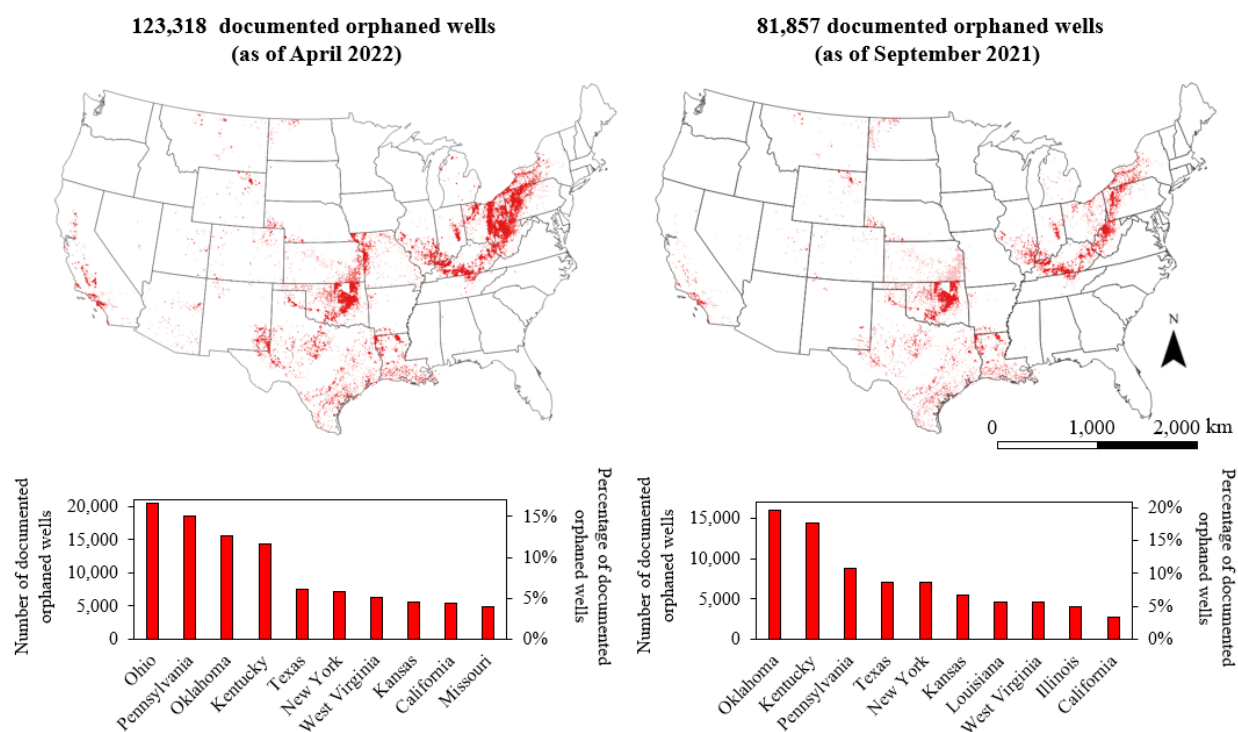 123,318 documented orphaned wells
(as of April 2022)
81,857 documented orphaned wells
(as of September 2021)
N
0 1,000 2,000 km
Number of documented
orphaned wells
20,000
15,000
10,000
5,000
0
15%
10%
5%
0%
Percentage of documented
orphaned wells
Ohio
Pennsylvania
Oklahoma
Kentucky
Texas
New York
West Virginia
Kansas
California
Missouri
Number of documented
orphaned wells
15,000
10,000
5,000
0
20%
15%
10%
5%
0%
Percentage of documented
orphaned wells
Oklahoma
Kentucky
Pennsylvania
Texas
New York
Kansas
Louisiana
West Virginia
Illinois
California